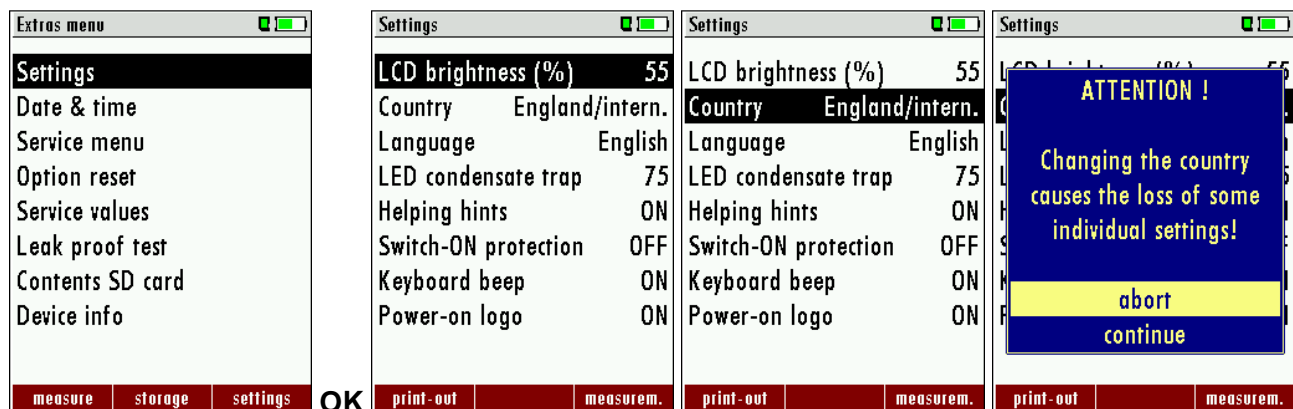 Extras menu
Settings
Date & time
Service menu
Option reset
Service values
Leak proof test
Contents SD card
Device info
measure storage settings
OK
Settings
LCD brightness (%) 55
Country England/intern.
Language English
LED condensate trap 75
Helping hints ON
Switch-ON protection OFF
Keyboard beep ON
Power-on logo ON
print-out measurem.
Settings
LCD brightness (%) 55
Country England/intern.
Language English
LED condensate trap 75
Helping hints ON
Switch-ON protection OFF
Keyboard beep ON
Power-on logo ON
print-out measurem.
Settings
ATTENTION !
Changing the country
causes the loss of some
individual settings!
abort
continue
print-out measurem.